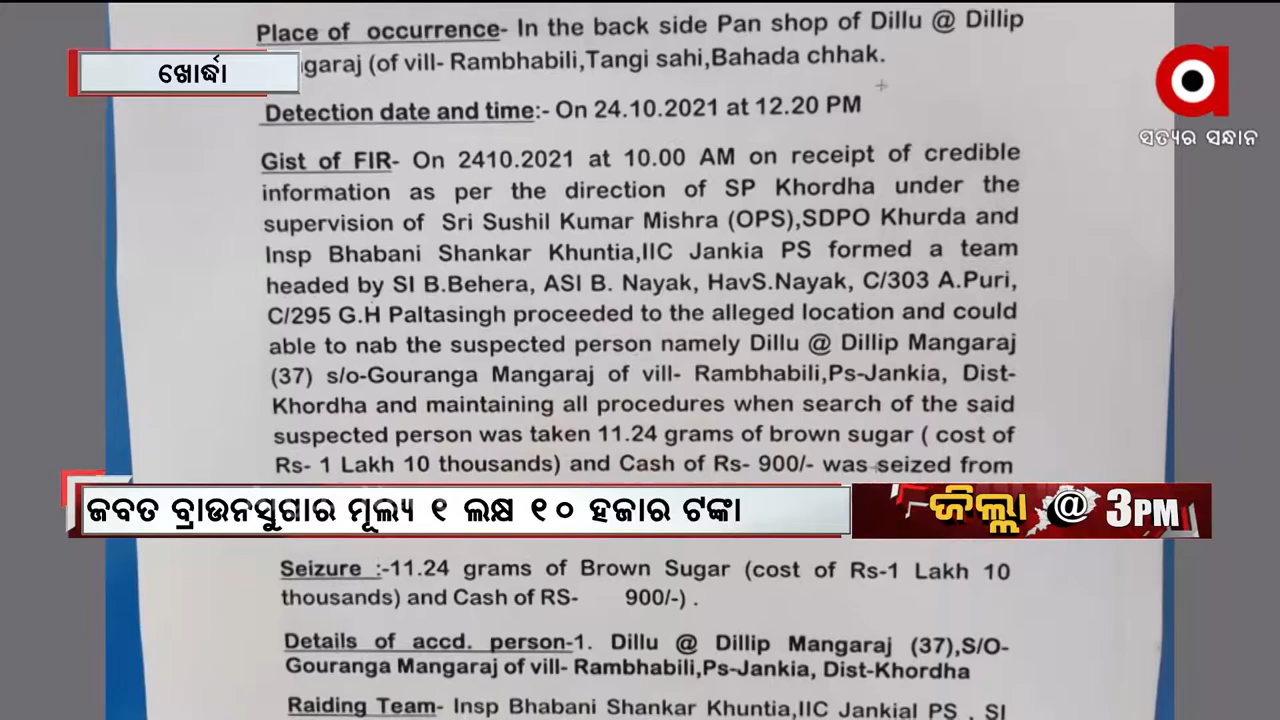 Place of occurrence- In the back side Pan shop of Dillu @ Dillip
ଖୋର୍ଦ୍ଧା
garaj (of vill- Rambhabili,Tangi sahi,Bahada chhak.
ସତ୍ୟର ସନ୍ଧାନ
Detection date and time:- On 24.10.2021 at 12.20 PM
Gist of FIR- On 2410.2021 at 10.00 AM on receipt of credible
information as per the direction of SP Khordha under the
supervision of Sri Sushil Kumar Mishra (OPS),SDPO Khurda and
Insp Bhabani Shankar Khuntia,IIC Jankia PS formed a team
headed by SI B.Behera, ASI B. Nayak, HavS.Nayak, C/303 A.Puri,
C/295 G.H Paltasingh proceeded to the alleged location and could
able to nab the suspected person namely Dillu @ Dillip Mangaraj
(37) s/o-Gouranga Mangaraj of vill- Rambhabili,Ps-Jankia, Dist-
Khordha and maintaining all procedures when search of the said
suspected person was taken 11.24 grams of brown sugar ( cost of
Rs- 1 Lakh 10 thousands) and Cash of Rs- 900/- was seized from
ଜବତ ବ୍ରାଉନସୁଗାର ମୂଲ୍ୟ ୧ ଲକ୍ଷ ୧୦ ହଜାର ଟଙ୍କା
ଜିଲ୍ଲା @ 3PM
Seizure :-11.24 grams of Brown Sugar (cost of Rs-1 Lakh 10
thousands) and Cash of RS- 900/-) .
Details of accd. person-1. Dillu @ Dillip Mangaraj (37),S/O-
Gouranga Mangaraj of vill- Rambhabili,Ps-Jankia, Dist-Khordha
Raiding Team- Insp Bhabani Shankar Khuntia,IIC Jankial PS , SI